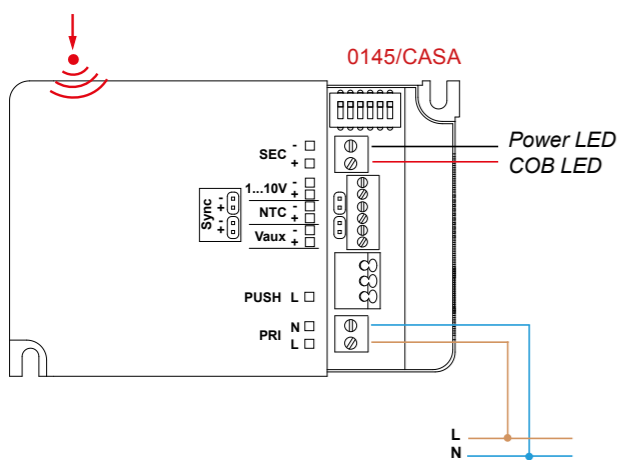 0145/CASA
Power LED
COB LED
SEC - +
1...10V - +
NTC - +
Vaux - +
Sync + - + -
PUSH L
PRI N L
L
N